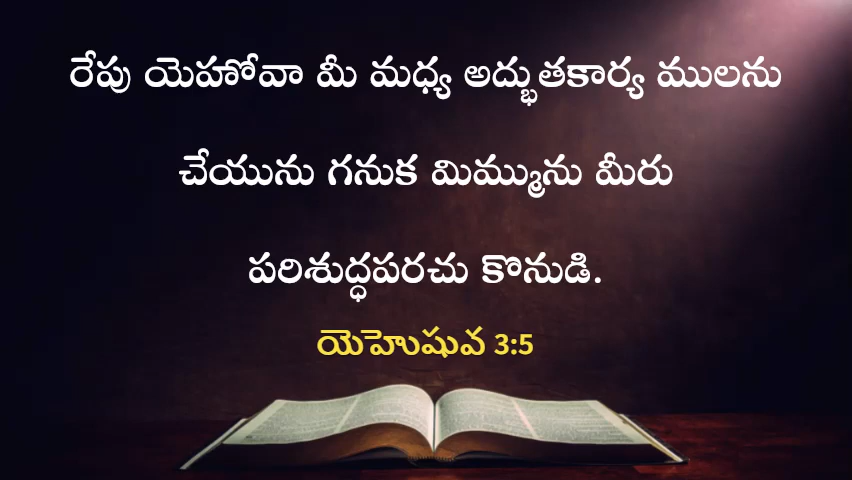 రేపు యెహోవా మీ మధ్య అద్భుతకార్య ములను
చేయును గనుక మిమ్మును మీరు
పరిశుద్ధపరచు కొనుడి.
యెహెుషువ 3:5